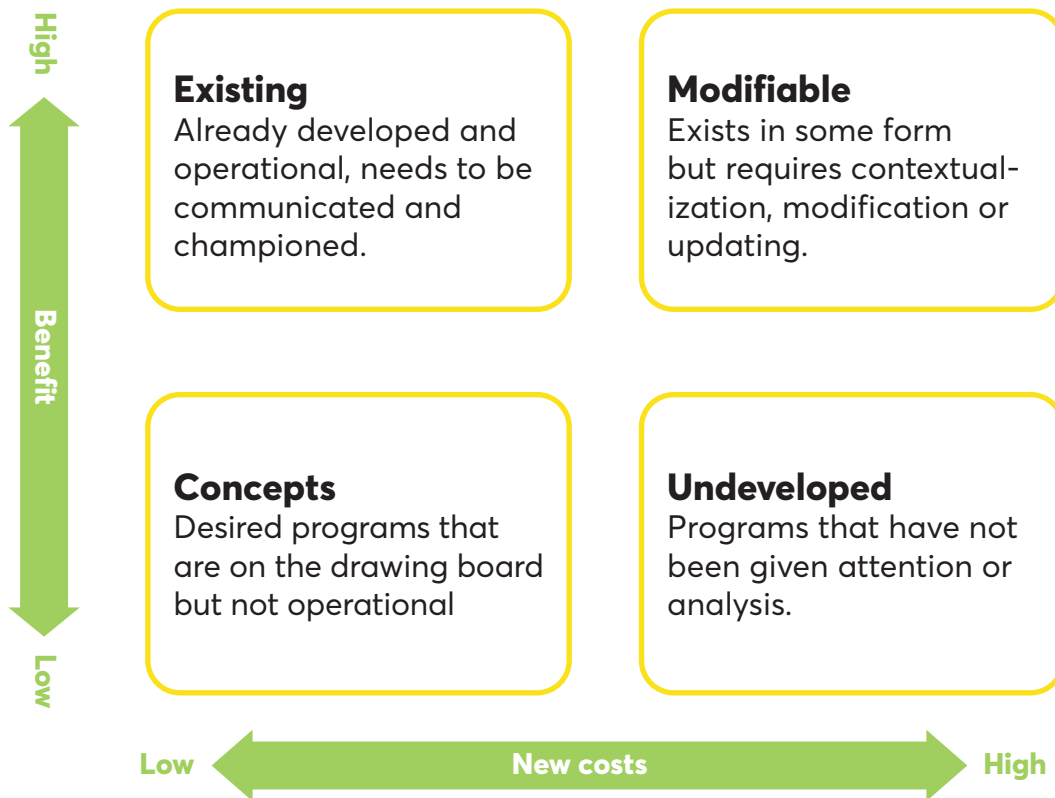 High
Existing
Already developed and
operational, needs to be
communicated and
championed.
Modifiable
Exists in some form
but requires contextual-
ization, modification or
updating.
Benefit
Concepts
Desired programs that
are on the drawing board
but not operational
Undeveloped
Programs that have not
been given attention or
analysis.
Low
Low
New costs
High